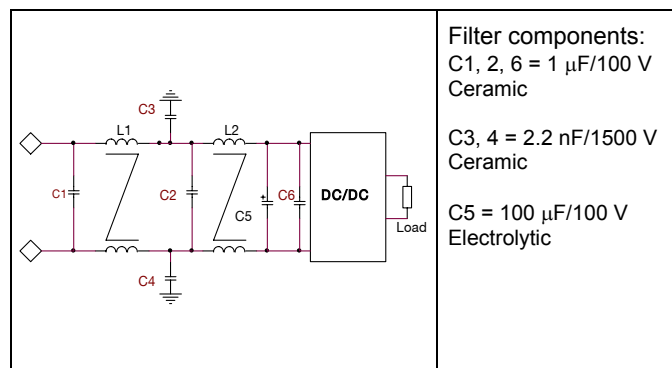 C3
L1
L2
C1
C2
C5
C6
DC/DC
Load
C4
Filter components:
C1, 2, 6 = 1 μF/100 V
Ceramic
C3, 4 = 2.2 nF/1500 V
Ceramic
C5 = 100 μF/100 V
Electrolytic